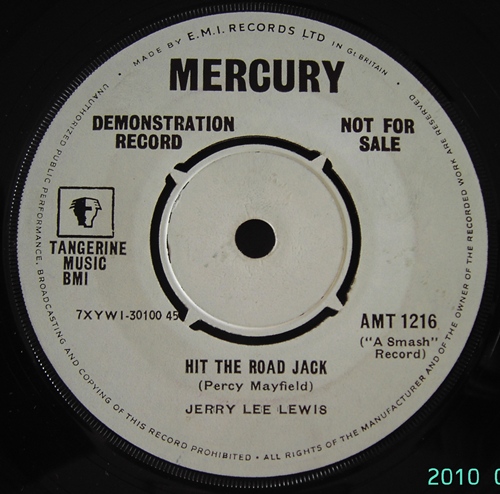 MADE BY E.M.I. RECORDS LTD IN GT. BRITAIN •
MERCURY
DEMONSTRATION
RECORD
NOT FOR
SALE
TANGERINE
MUSIC
BMI
7XYW1-30100 45
AMT 1216
("A Smash"
Record)
HIT THE ROAD JACK
(Percy Mayfield)
JERRY LEE LEWIS
UNAUTHORIZED PUBLIC PERFORMANCE, BROADCASTING AND COPYING OF THIS RECORD PROHIBITED • ALL RIGHTS OF THE MANUFACTURER AND OF THE OWNER OF THE RECORDED WORK ARE RESERVED
2010